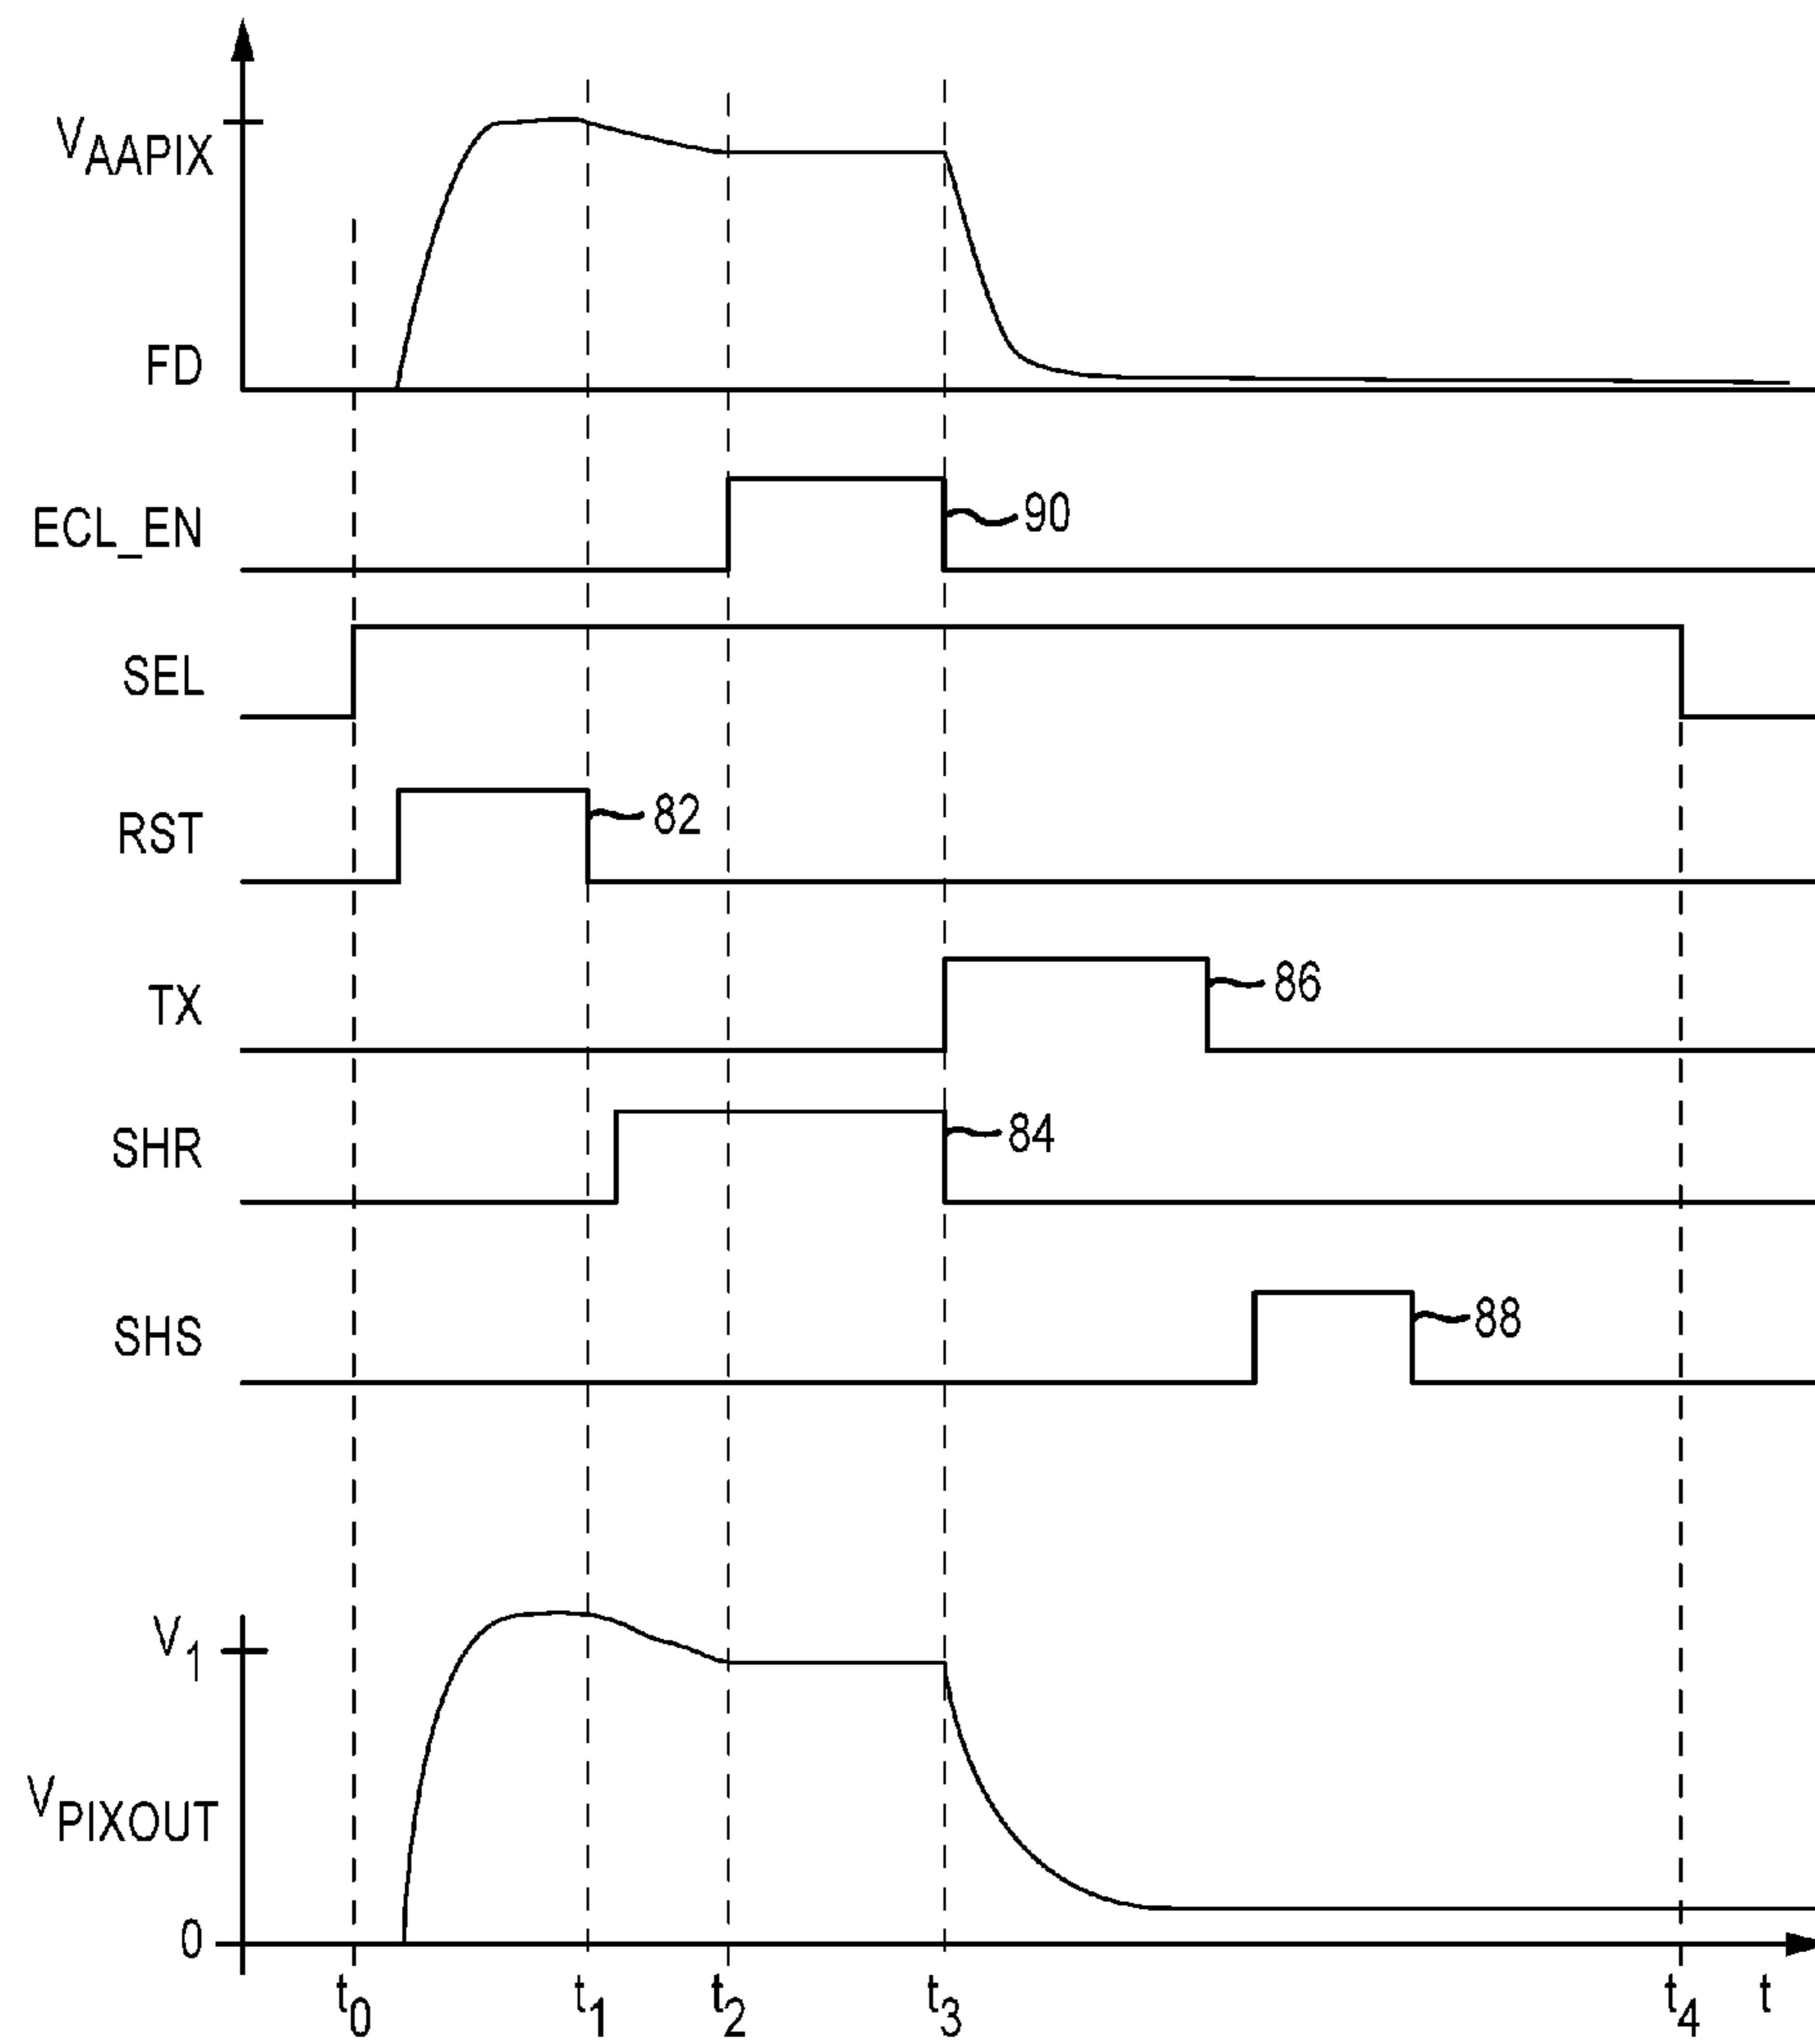 VAAPIX
FD
ECL_EN
90
SEL
RST
82
TX
86
SHR
84
SHS
88
V1
VPIXOUT
0
t0 t1 t2 t3 t4 t